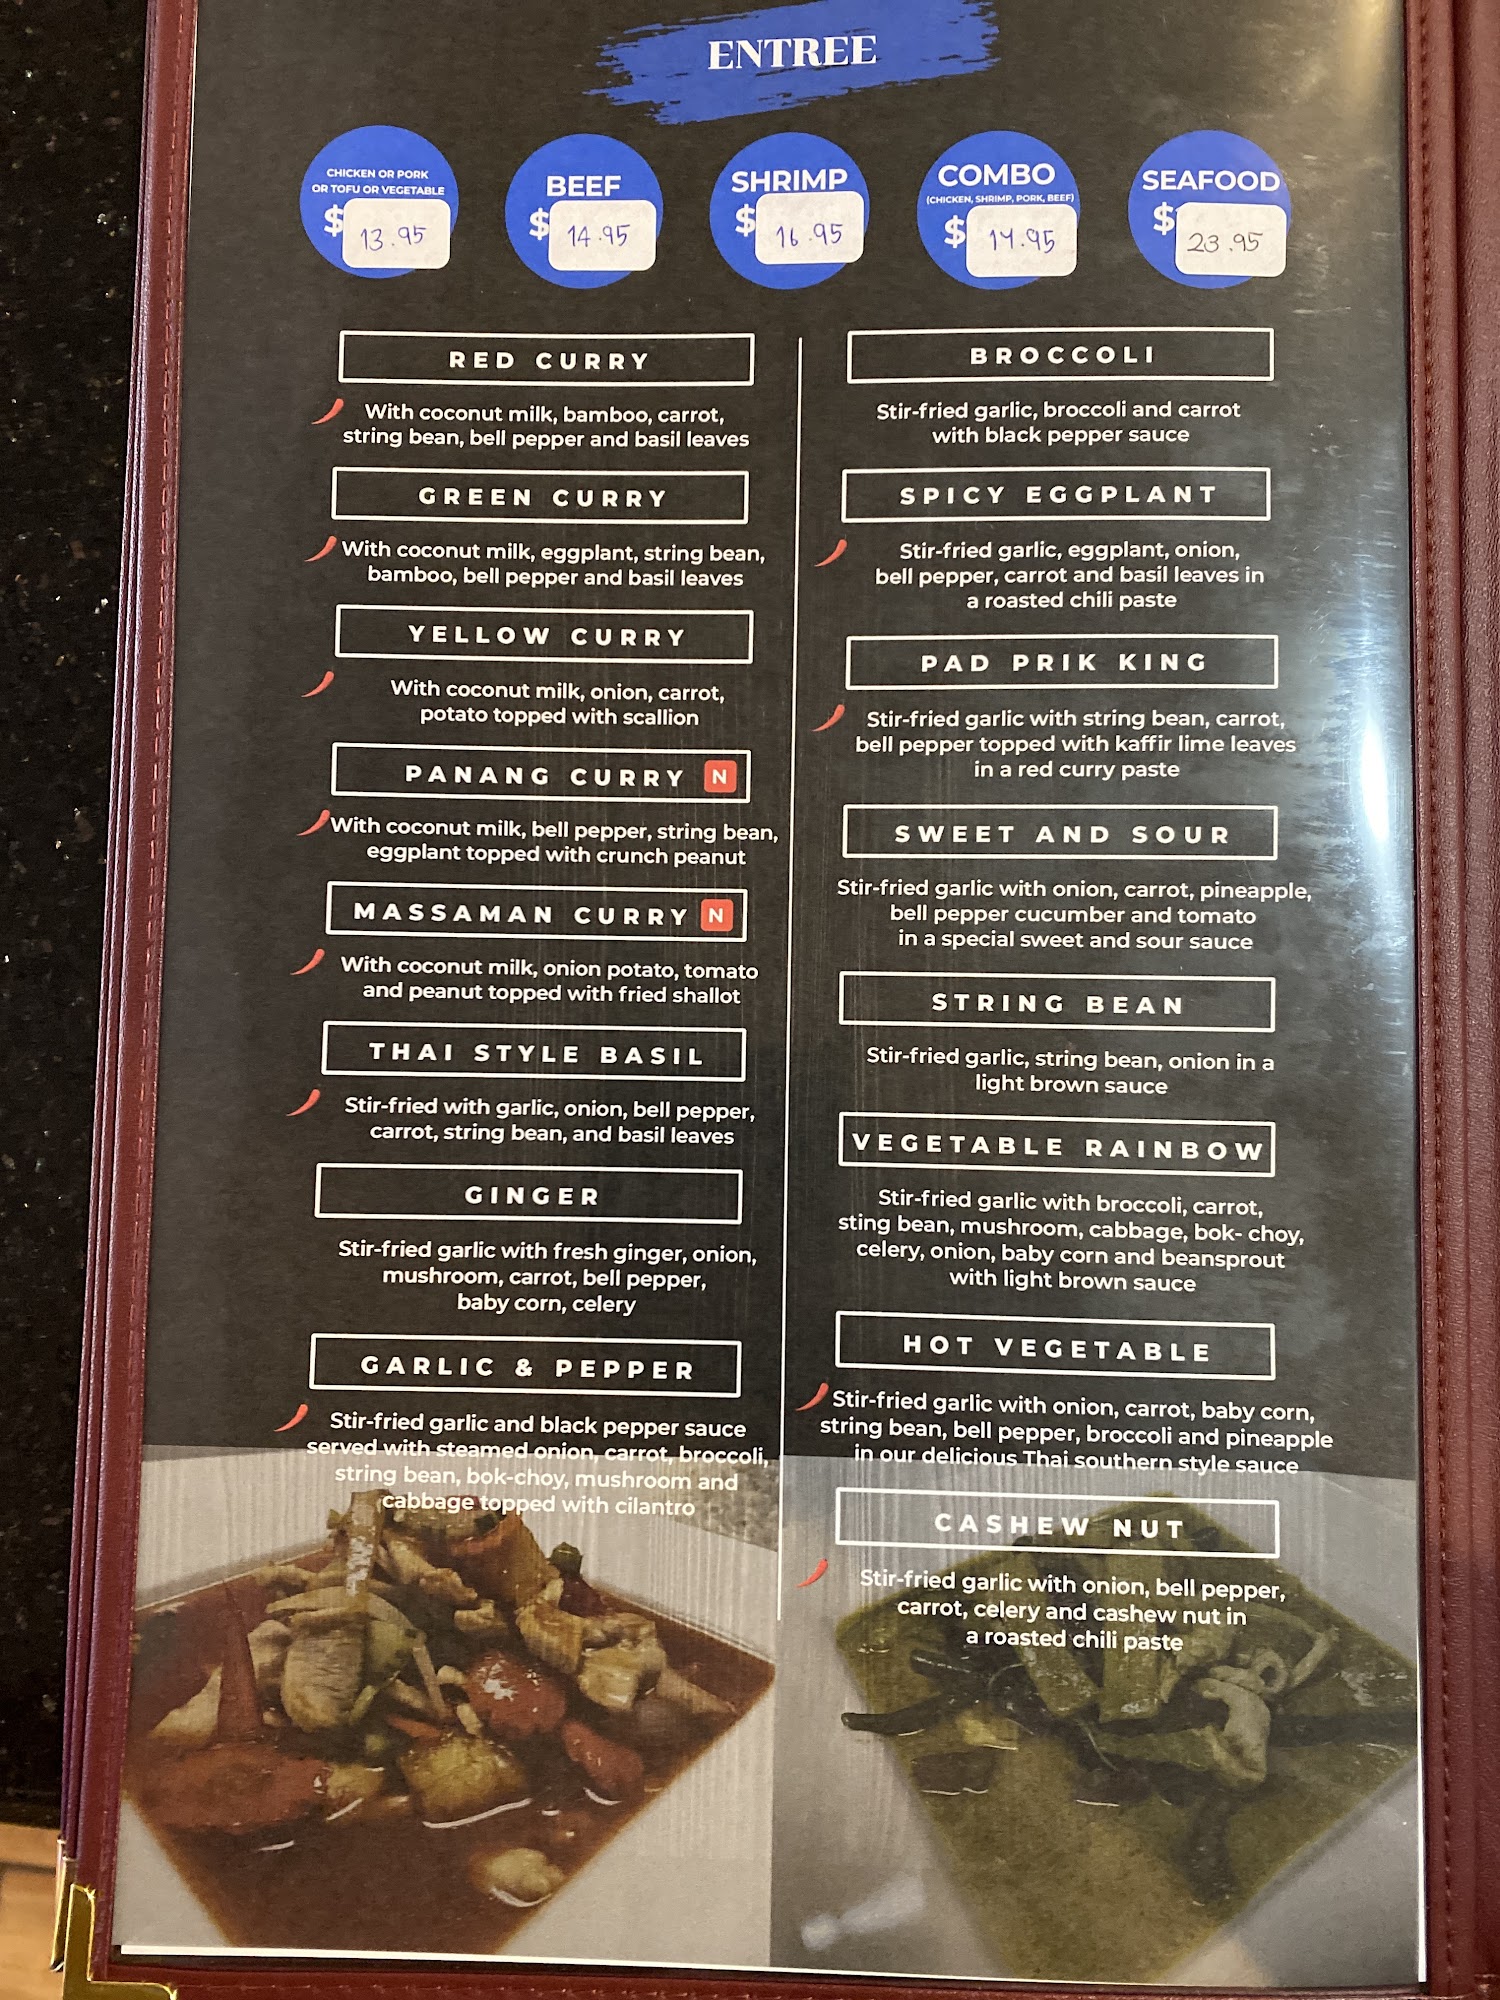 ENTREE
CHICKEN OR PORK
OR TOFU OR VEGETABLE
$ 13.95
BEEF
$ 14.95
SHRIMP
$ 16.95
COMBO
(CHICKEN, SHRIMP, PORK, BEEF)
$ .95
SEAFOOD
$ 23.95
RED CURRY
With coconut milk, bamboo, carrot,
string bean, bell pepper and basil leaves
GREEN CURRY
With coconut milk, eggplant, string bean,
bamboo, bell pepper and basil leaves
YELLOW CURRY
With coconut milk, onion, carrot,
potato topped with scallion
PANANG CURRY N
With coconut milk, bell pepper, string bean,
eggplant topped with crunch peanut
MASSAMAN CURRY N
With coconut milk, onion potato, tomato
and peanut topped with fried shallot
THAI STYLE BASIL
Stir-fried with garlic, onion, bell pepper,
carrot, string bean, and basil leaves
GINGER
Stir-fried garlic with fresh ginger, onion,
mushroom, carrot, bell pepper,
baby corn, celery
GARLIC & PEPPER
Stir-fried garlic and black pepper sauce
served with steamed onion, carrot, broccoli,
string bean, bok-choy, mushroom and
cabbage topped with cilantro
BROCCOLI
Stir-fried garlic, broccoli and carrot
with black pepper sauce
SPICY EGGPLANT
Stir-fried garlic, eggplant, onion,
bell pepper, carrot and basil leaves in
a roasted chili paste
PAD PRIK KING
Stir-fried garlic with string bean, carrot,
bell pepper topped with kaffir lime leaves
in a red curry paste
SWEET AND SOUR
Stir-fried garlic with onion, carrot, pineapple,
bell pepper cucumber and tomato
in a special sweet and sour sauce
STRING BEAN
Stir-fried garlic, string bean, onion in a
light brown sauce
VEGETABLE RAINBOW
Stir-fried garlic with broccoli, carrot,
sting bean, mushroom, cabbage, bok- choy,
celery, onion, baby corn and beansprout
with light brown sauce
HOT VEGETABLE
Stir-fried garlic with onion, carrot, baby corn,
string bean, bell pepper, broccoli and pineapple
in our delicious Thai southern style sauce
CASHEW NUT
Stir-fried garlic with onion, bell pepper,
carrot, celery and cashew nut in
a roasted chili paste